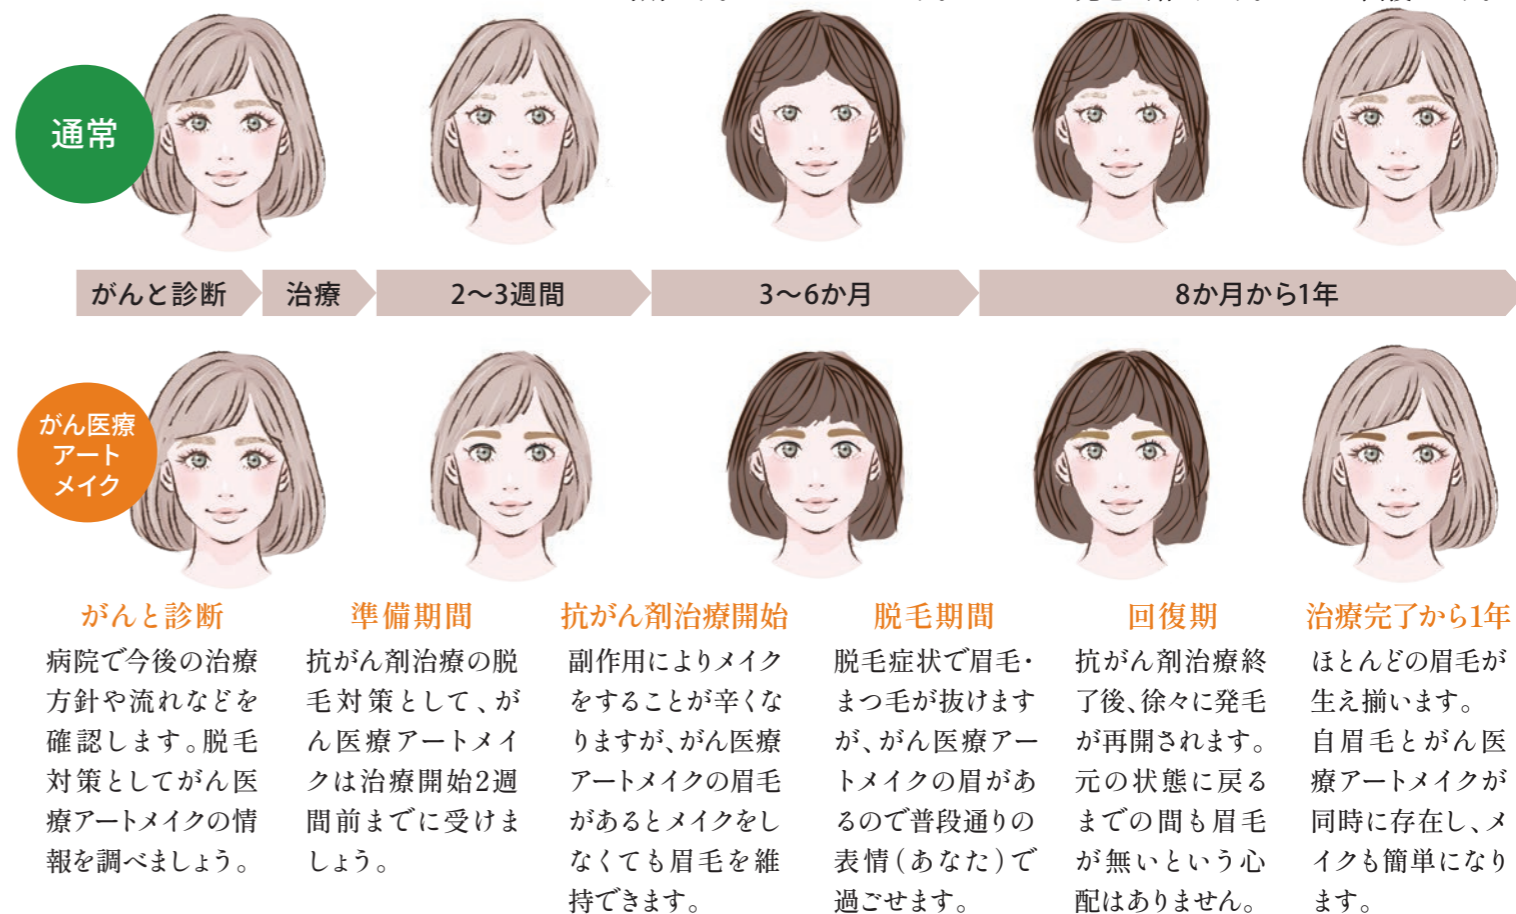 通常
がんと診断
治療
2〜3週間
3〜6か月
8か月から1年
がん医療
アート
メイク
がんと診断
病院で今後の治療
方針や流れなどを
確認します。脱毛
対策としてがん医
療アートメイクの情
報を調べましょう。
準備期間
抗がん剤治療の脱
毛対策として、が
ん医療アートメイ
クは治療開始2週
間前までに受けま
しょう。
抗がん剤治療開始
副作用によりメイク
をすることが辛くな
りますが、がん医療
アートメイクの眉毛
があるとメイクをし
なくても眉毛を維
持できます。
脱毛期間
脱毛症状で眉毛・
まつ毛が抜けます
が、がん医療アー
トメイクの眉があ
るので普段通りの
表情(あなた)で
過ごせます。
回復期
抗がん剤治療終
了後、徐々に発毛
が再開されます。
元の状態に戻る
までの間も眉毛
が無いという心
配はありません。
治療完了から1年
ほとんどの眉毛が
生え揃います。
自眉毛とがん医
療アートメイクが
同時に存在し、メ
イクも簡単になり
ます。